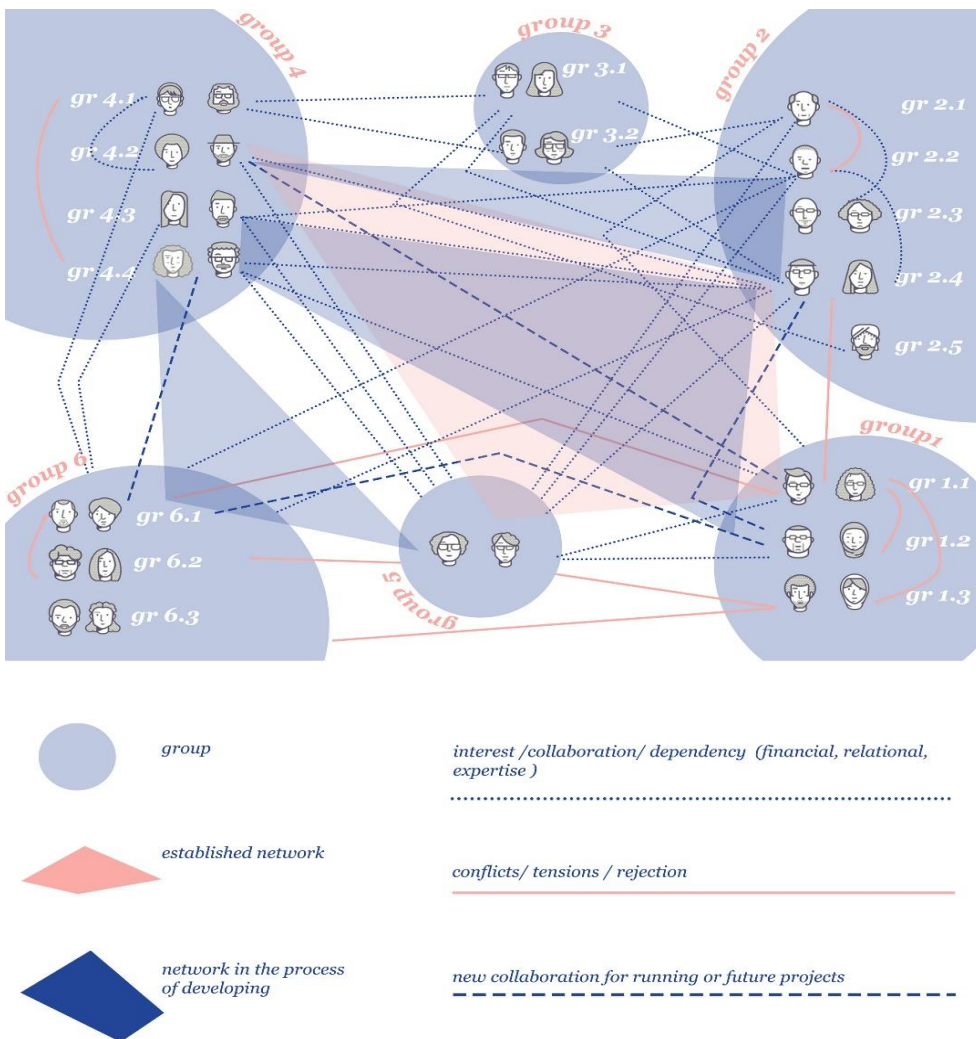 group 4
group 3
group 2
gr 4.1
gr 4.2
gr 4.3
gr 4.4
gr 3.1
gr 3.2
gr 2.1
gr 2.2
gr 2.3
gr 2.4
gr 2.5
group 6
gr 6.1
gr 6.2
gr 6.3
group 5
group1
gr 1.1
gr 1.2
gr 1.3
group
interest /collaboration/ dependency (financial, relational,
expertise )
established network
conflicts/ tensions / rejection
network in the process
of developing
new collaboration for running or future projects